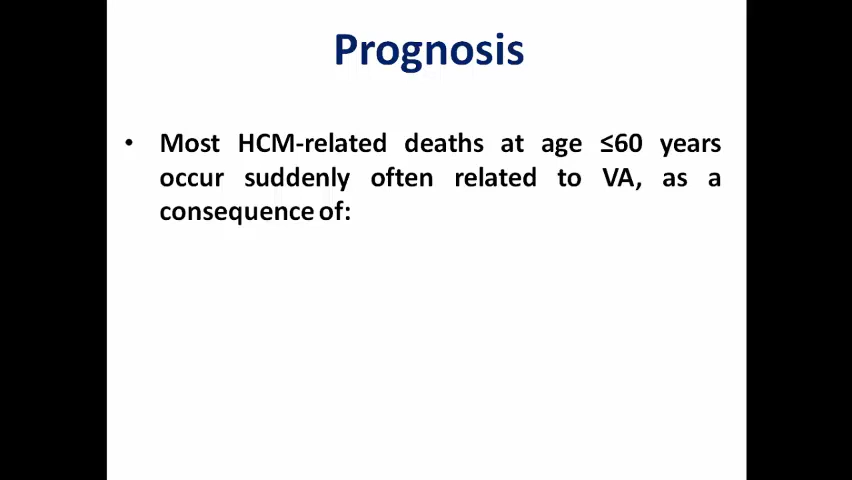 Prognosis
• Most HCM-related deaths at age ≤60 years
occur suddenly often related to VA, as a
consequence of: